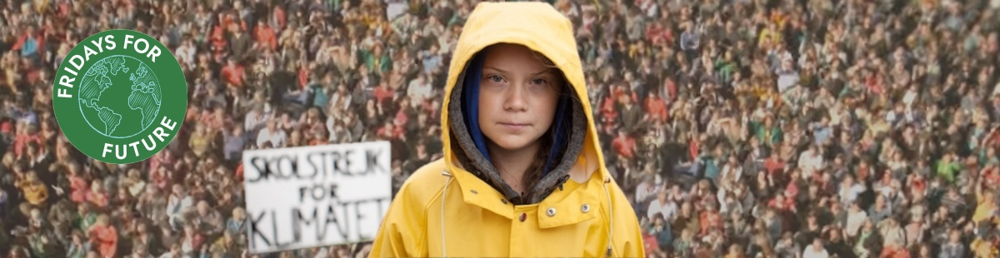 FRIDAYS FOR
FUTURE
SKOLSTREJK
FÖR
KLIMATET